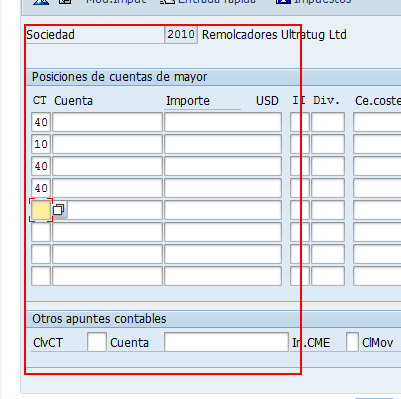 Mod.Imput Entrada rápida Impuestos
Sociedad 2010 Remolcadores Ultratug Ltd
Posiciones de cuentas de mayor
CT Cuenta Importe USD II Div. Ce.coste
40
10
40
40
Otros apuntes contables
ClvCT Cuenta In.CME ClMov